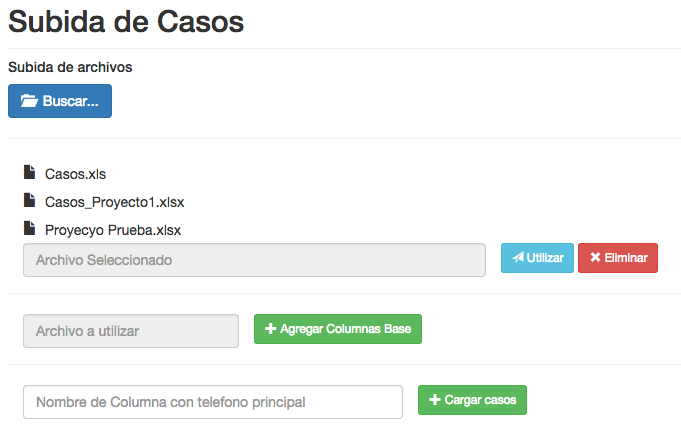 Subida de Casos
Subida de archivos
Buscar...
Casos.xls
Casos_Proyecto1.xlsx
Proyecyo Prueba.xlsx
Archivo Seleccionado
Utilizar
Eliminar
Archivo a utilizar
Agregar Columnas Base
Nombre de Columna con telefono principal
Cargar casos